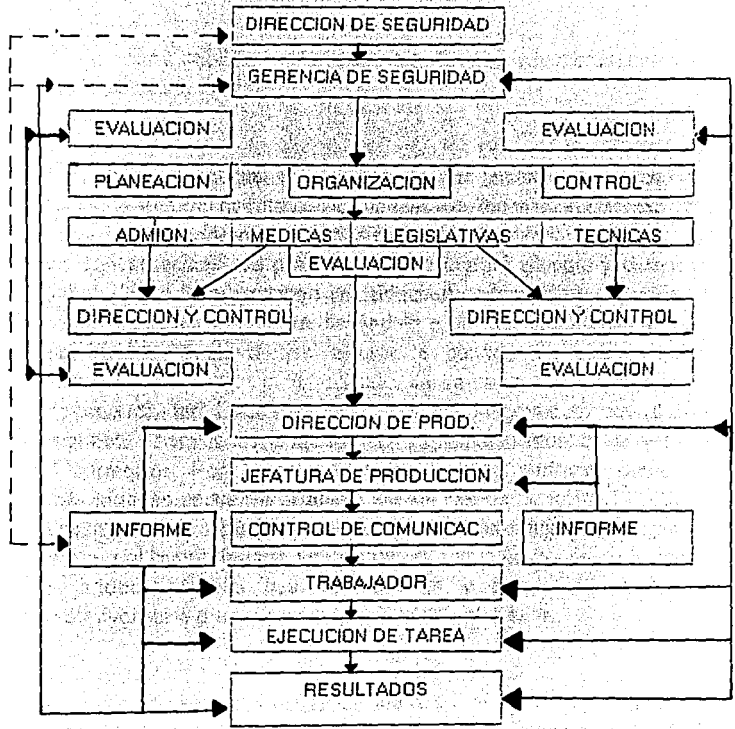 DIRECCION DE SEGURIDAD
GERENCIA DE SEGURIDAD
EVALUACION
EVALUACION
PLANEACION
ORGANIZACION
CONTROL
ADMION.
MEDICAS
LEGISLATIVAS
TECNICAS
EVALUACION
DIRECCION Y CONTROL
DIRECCION Y CONTROL
EVALUACION
EVALUACION
DIRECCION DE PROD.
JEFATURA DE PRODUCCION
INFORME
CONTROL DE COMUNICAC
INFORME
TRABAJADOR
EJECUCION DE TAREA
RESULTADOS